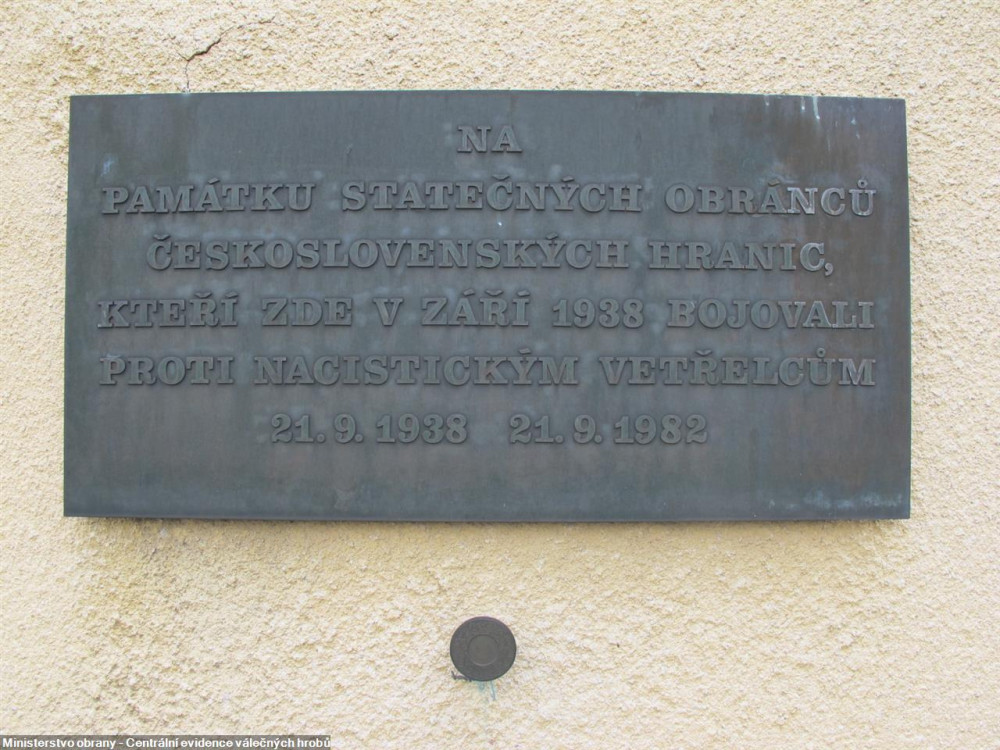 NA
PAMÁTKU STATEČNÝCH OBRÁNCŮ
ČESKOSLOVENSKÝCH HRANIC,
KTEŘÍ ZDE V ZÁŘÍ 1938 BOJOVALI
PROTI NACISTICKÝM VETŘELCŮM
21. 9. 1938 21. 9. 1982
Ministerstvo obrany - Centrální evidence válečných hrobů